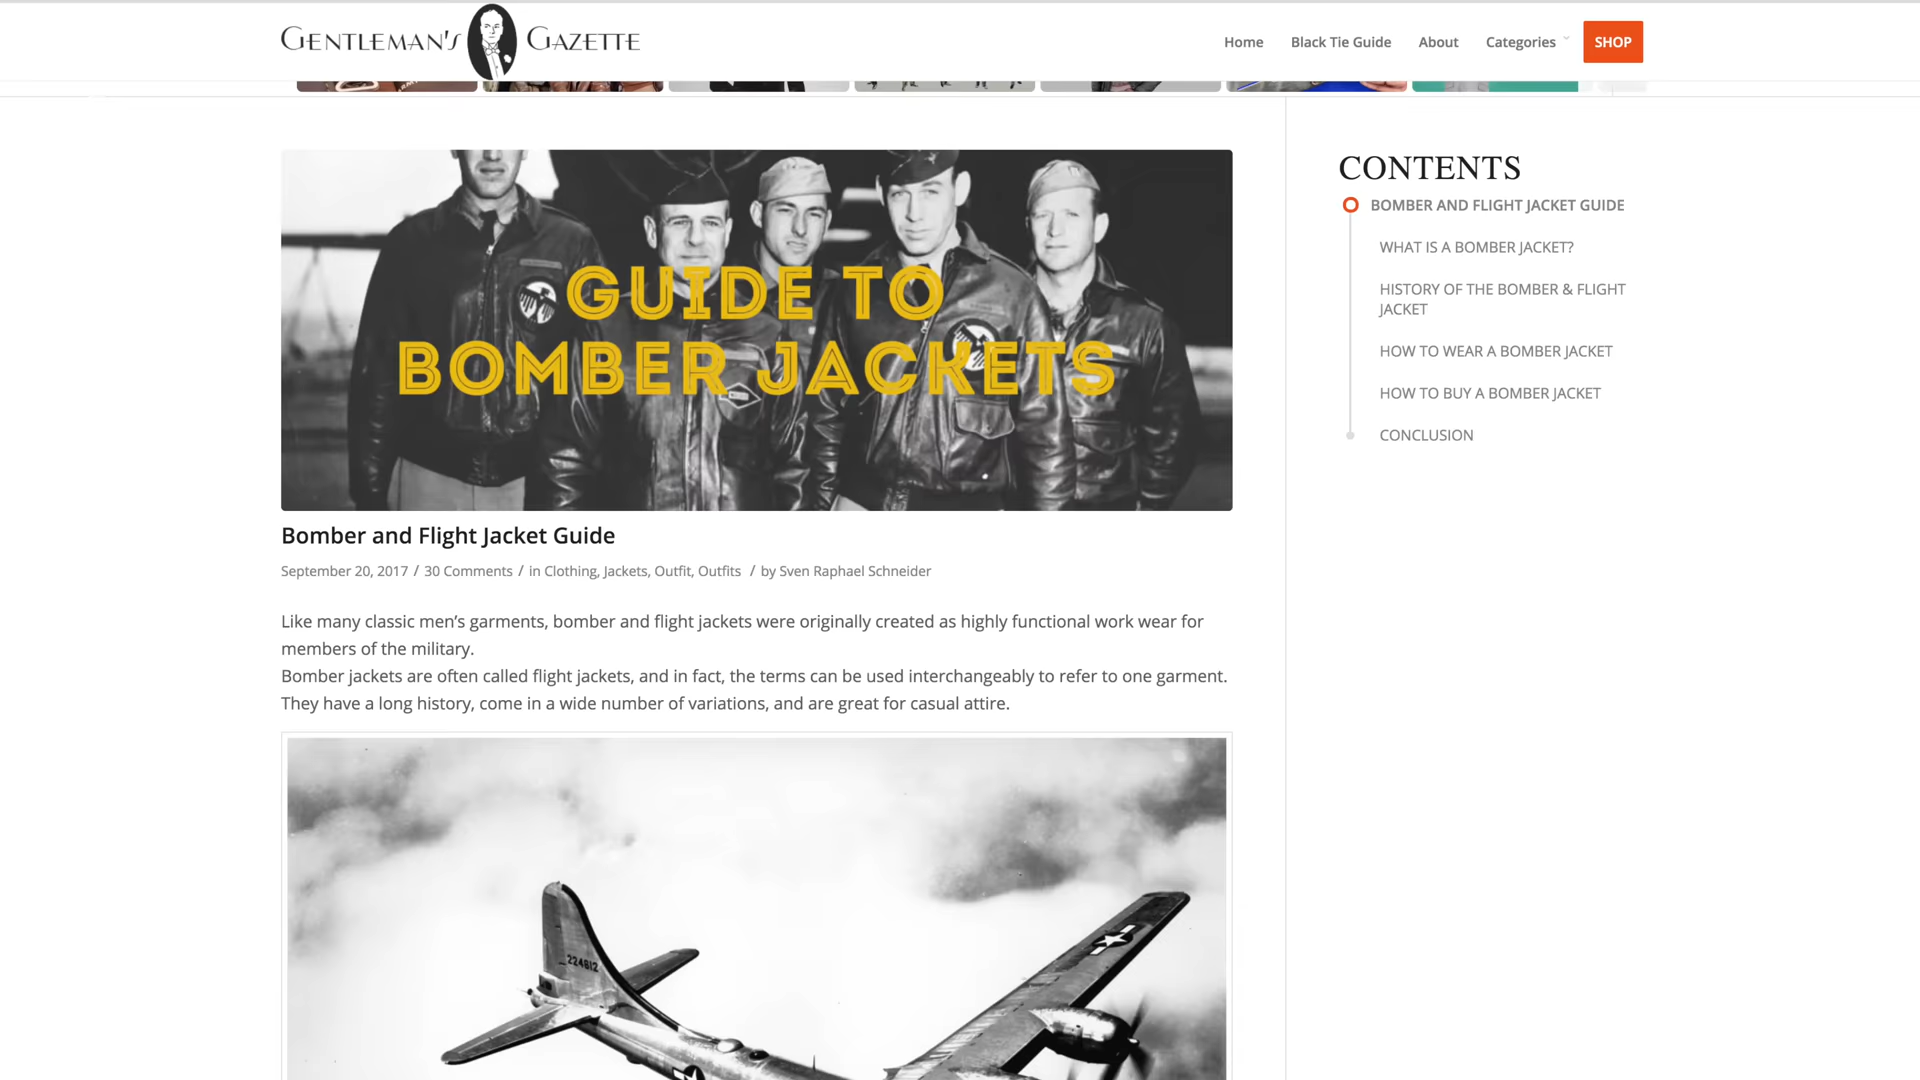 GENTLEMAN'S GAZETTE
Home Black Tie Guide About Categories SHOP
GUIDE TO
BOMBER JACKETS
CONTENTS
BOMBER AND FLIGHT JACKET GUIDE
WHAT IS A BOMBER JACKET?
HISTORY OF THE BOMBER & FLIGHT
JACKET
HOW TO WEAR A BOMBER JACKET
HOW TO BUY A BOMBER JACKET
CONCLUSION
Bomber and Flight Jacket Guide
September 20, 2017 / 30 Comments / in Clothing, Jackets, Outfit, Outfits / by Sven Raphael Schneider
Like many classic men’s garments, bomber and flight jackets were originally created as highly functional work wear for
members of the military.
Bomber jackets are often called flight jackets, and in fact, the terms can be used interchangeably to refer to one garment.
They have a long history, come in a wide number of variations, and are great for casual attire.
224612